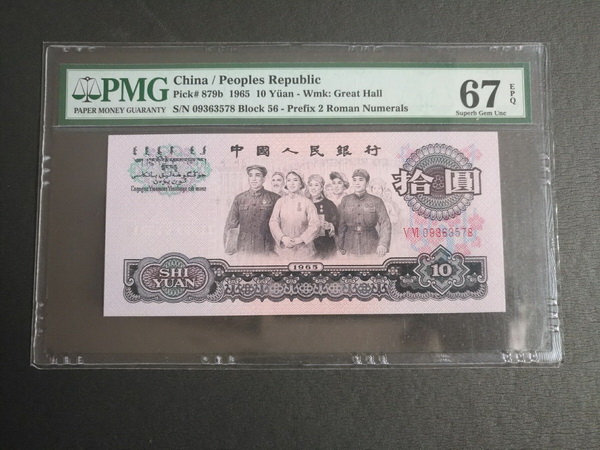 PMG
PAPER MONEY GUARANTY
China / Peoples Republic
Pick# 879b 1965 10 Yüan - Wmk: Great Hall
S/N 09363578 Block 56 - Prefix 2 Roman Numerals
67 EPQ
Superb Gem Unc
中國人民銀行
拾圓
V VI 09363578
1965
SHI
YUAN
10